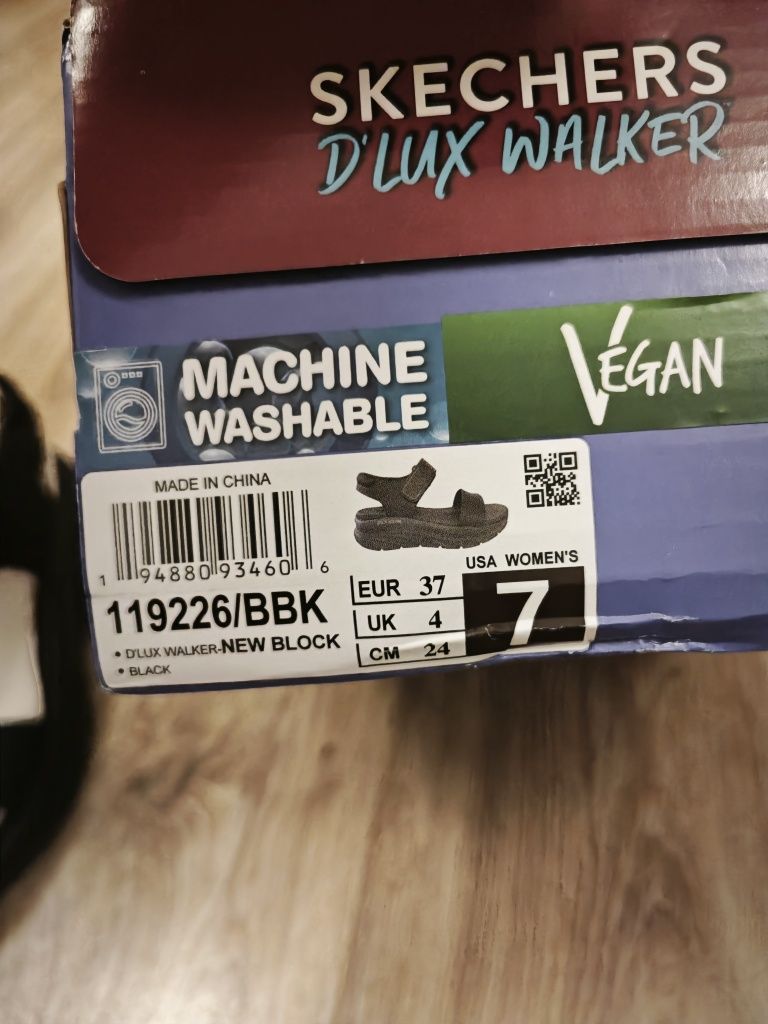 SKECHERS
D'LUX WALKER
MACHINE
WASHABLE
VEGAN
MADE IN CHINA
1 94880 93460 6
119226/BBK
• D'LUX WALKER-NEW BLOCK
• BLACK
USA WOMEN'S
7
EUR 37
UK 4
CM 24